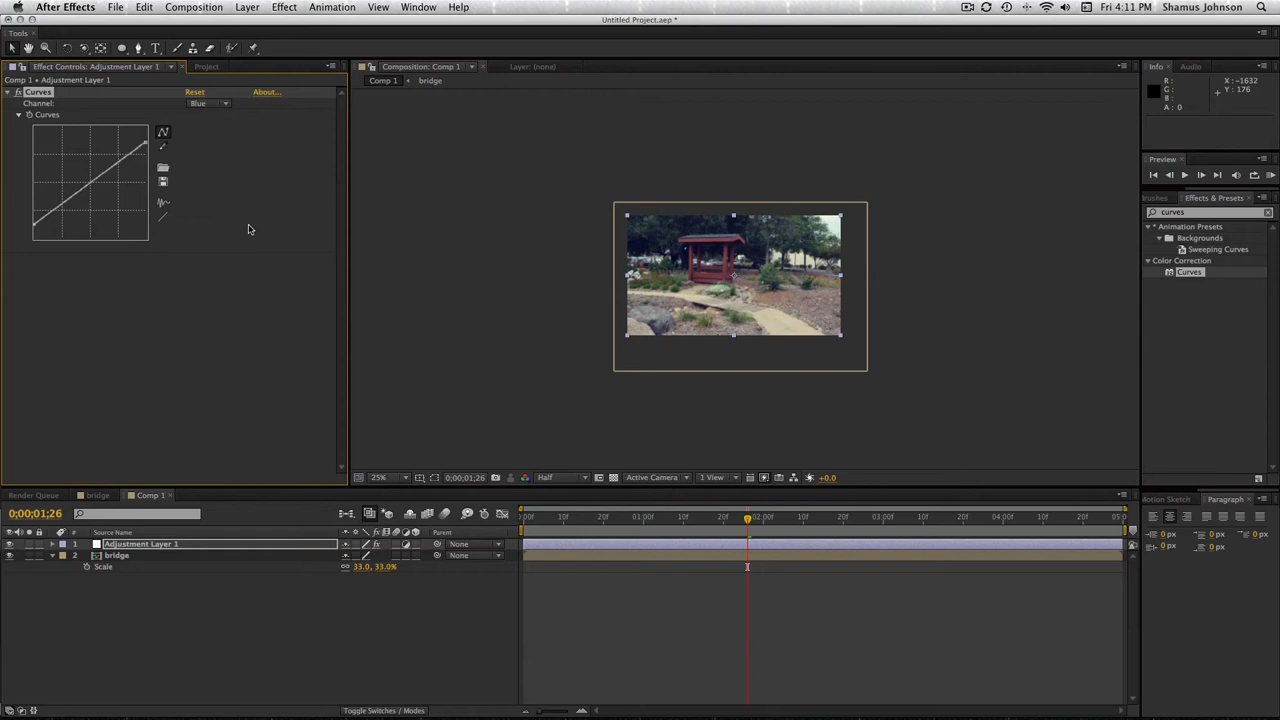 After Effects File Edit Composition Layer Effect Animation View Window Help Fri 4:11 PM Shamus Johnson
Untitled Project.aep *
Tools
Effect Controls: Adjustment Layer 1 Project
Comp 1 • Adjustment Layer 1
fx Curves Reset About...
Channel: Blue
Curves
Composition: Comp 1 Layer: (none)
Comp 1 bridge
Info Audio
R:
G:
B:
A: 0
X: -1632
Y: 176
Preview
Brushes Effects & Presets
curves
* Animation Presets
Backgrounds
Sweeping Curves
Color Correction
Curves
25% 0;00;01;26 Half Active Camera 1 View +0.0
Render Queue bridge Comp 1
0;00;01;26
# Source Name Parent
1 Adjustment Layer 1 fx None
2 bridge None
Scale 33.0, 33.0%
:00f 10f 20f 01:00f 10f 20f 02:00f 10f 20f 03:00f 10f 20f 04:00f 10f 20f 05:0
Toggle Switches / Modes
Motion Sketch Paragraph
0 px 0 px 0 px
0 px 0 px